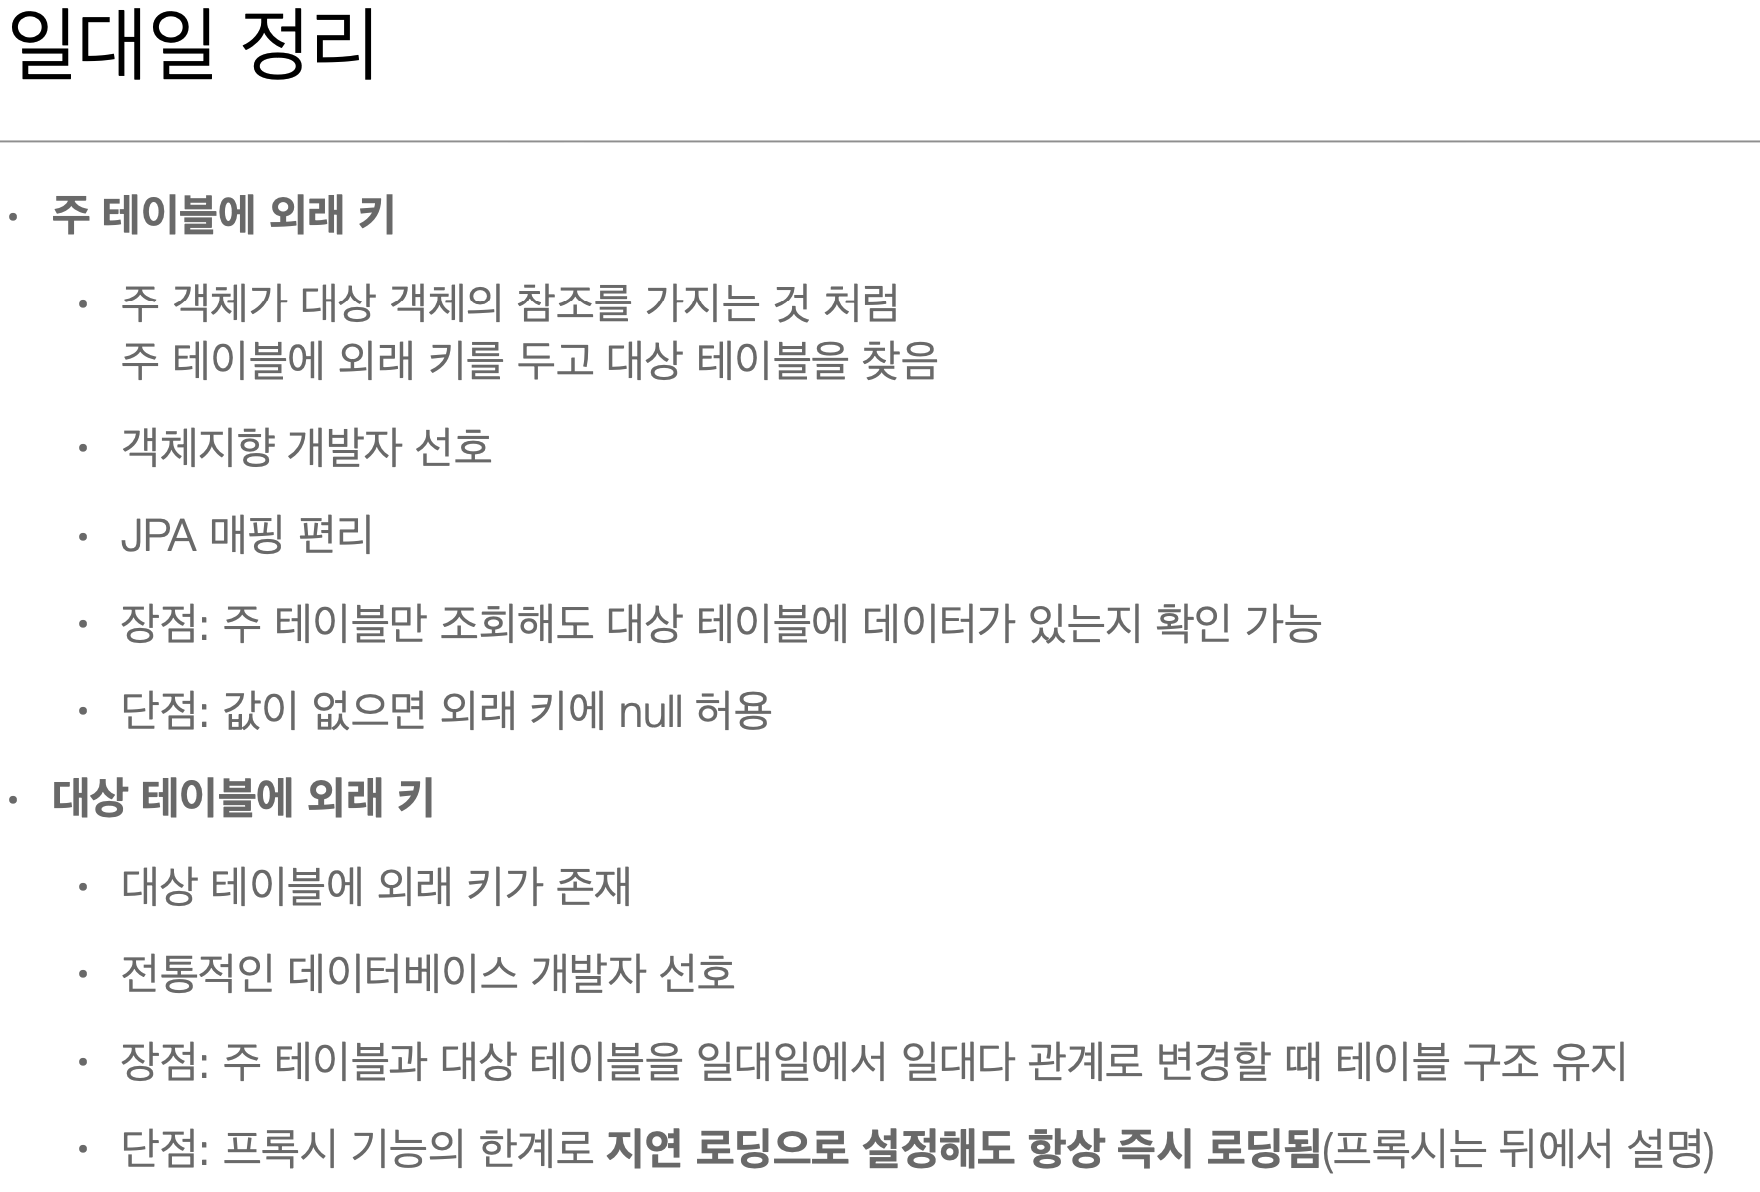 일대일 정리
• 주 테이블에 외래 키
• 주 객체가 대상 객체의 참조를 가지는 것 처럼
주 테이블에 외래 키를 두고 대상 테이블을 찾음
• 객체지향 개발자 선호
• JPA 매핑 편리
• 장점: 주 테이블만 조회해도 대상 테이블에 데이터가 있는지 확인 가능
• 단점: 값이 없으면 외래 키에 null 허용
• 대상 테이블에 외래 키
• 대상 테이블에 외래 키가 존재
• 전통적인 데이터베이스 개발자 선호
• 장점: 주 테이블과 대상 테이블을 일대일에서 일대다 관계로 변경할 때 테이블 구조 유지
• 단점: 프록시 기능의 한계로 지연 로딩으로 설정해도 항상 즉시 로딩됨(프록시는 뒤에서 설명)